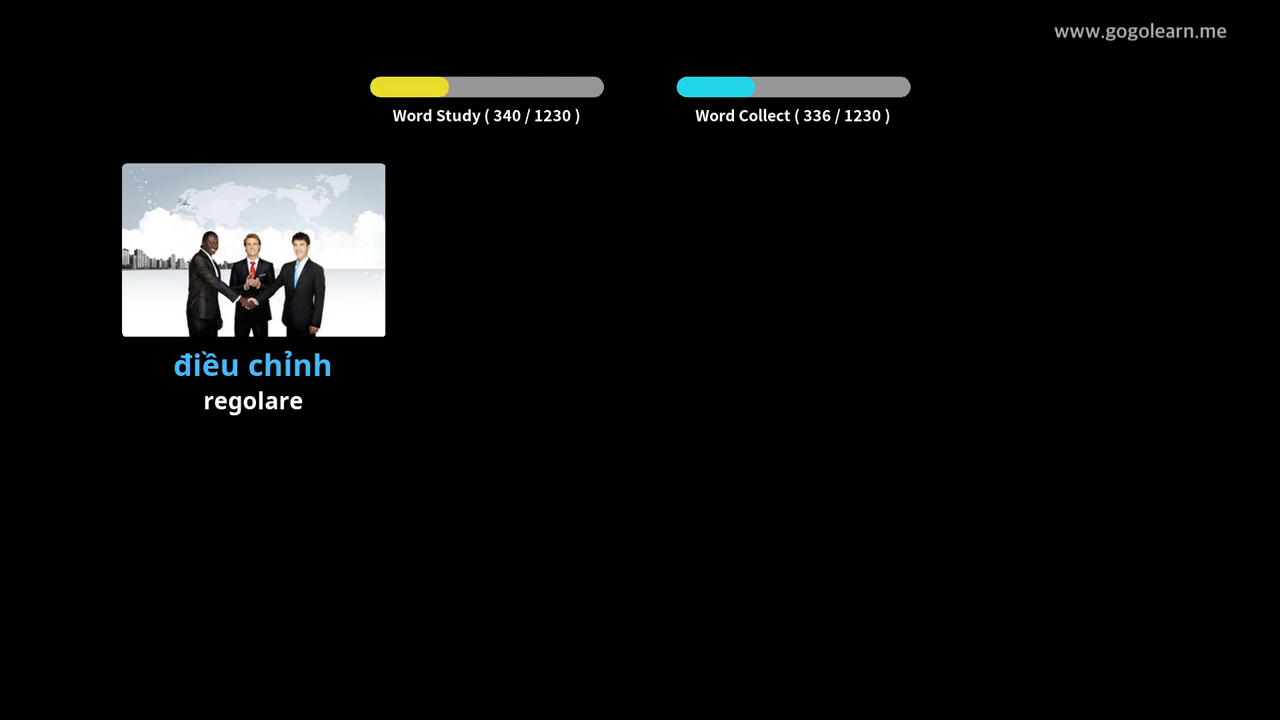 www.gogolearn.me
Word Study ( 340 / 1230 )
Word Collect ( 336 / 1230 )
điều chỉnh
regolare